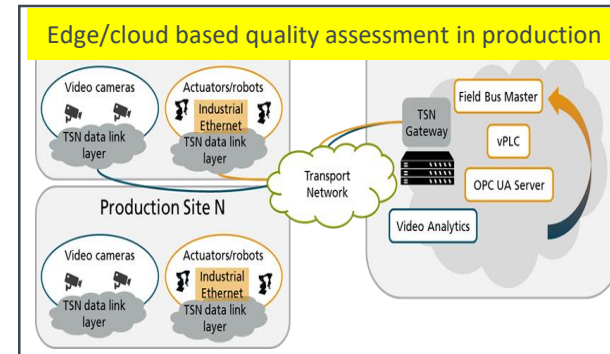 Edge/cloud based quality assessment in production
Video cameras
TSN data link
layer
Actuators/robots
Industrial
Ethernet
TSN data link
layer
Production Site N
Video cameras
TSN data link
layer
Actuators/robots
Industrial
Ethernet
TSN data link
layer
Transport
Network
TSN
Gateway
Field Bus Master
vPLC
OPC UA Server
Video Analytics